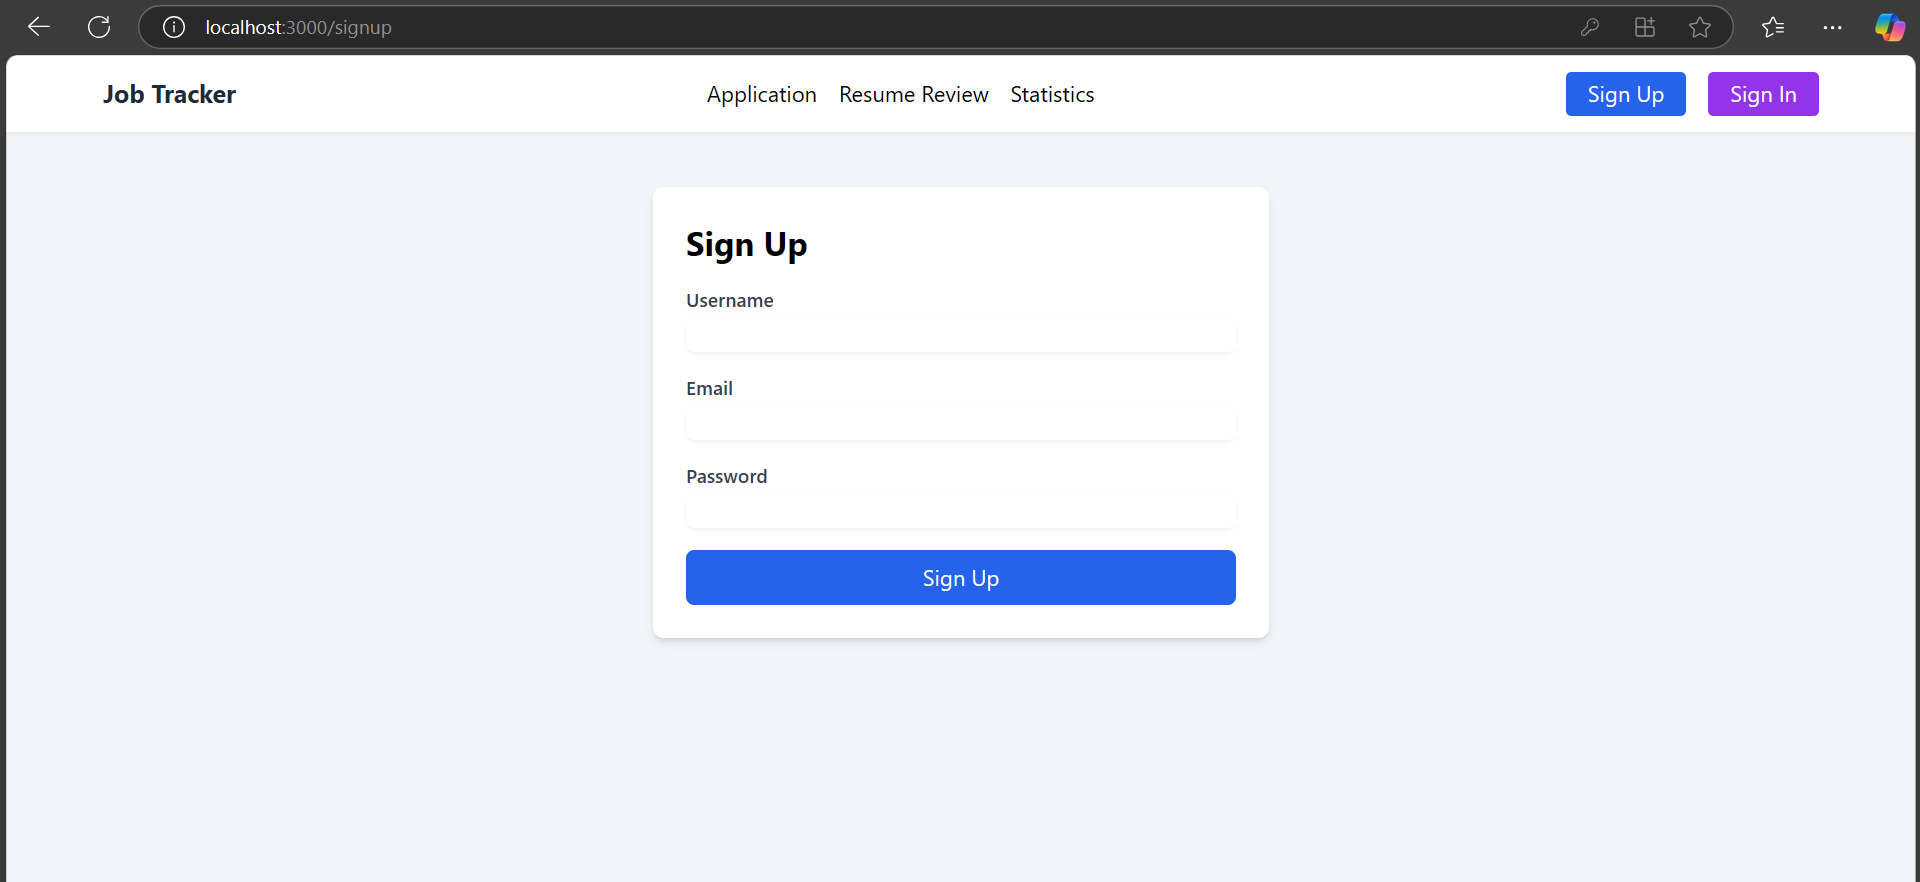 localhost:3000/signup
Job Tracker
Application Resume Review Statistics
Sign Up Sign In
Sign Up
Username
Email
Password
Sign Up